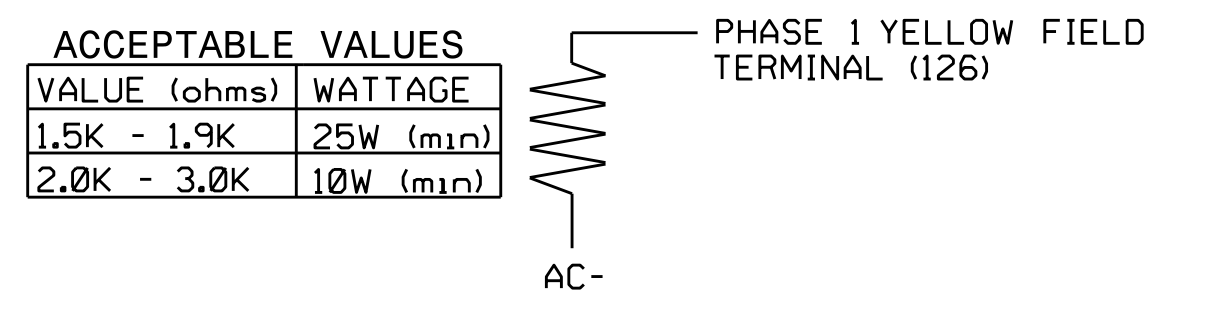 ACCEPTABLE VALUES
VALUE (ohms) WATTAGE
1.5K - 1.9K 25W (min)
2.0K - 3.0K 10W (min)
PHASE 1 YELLOW FIELD
TERMINAL (126)
AC-